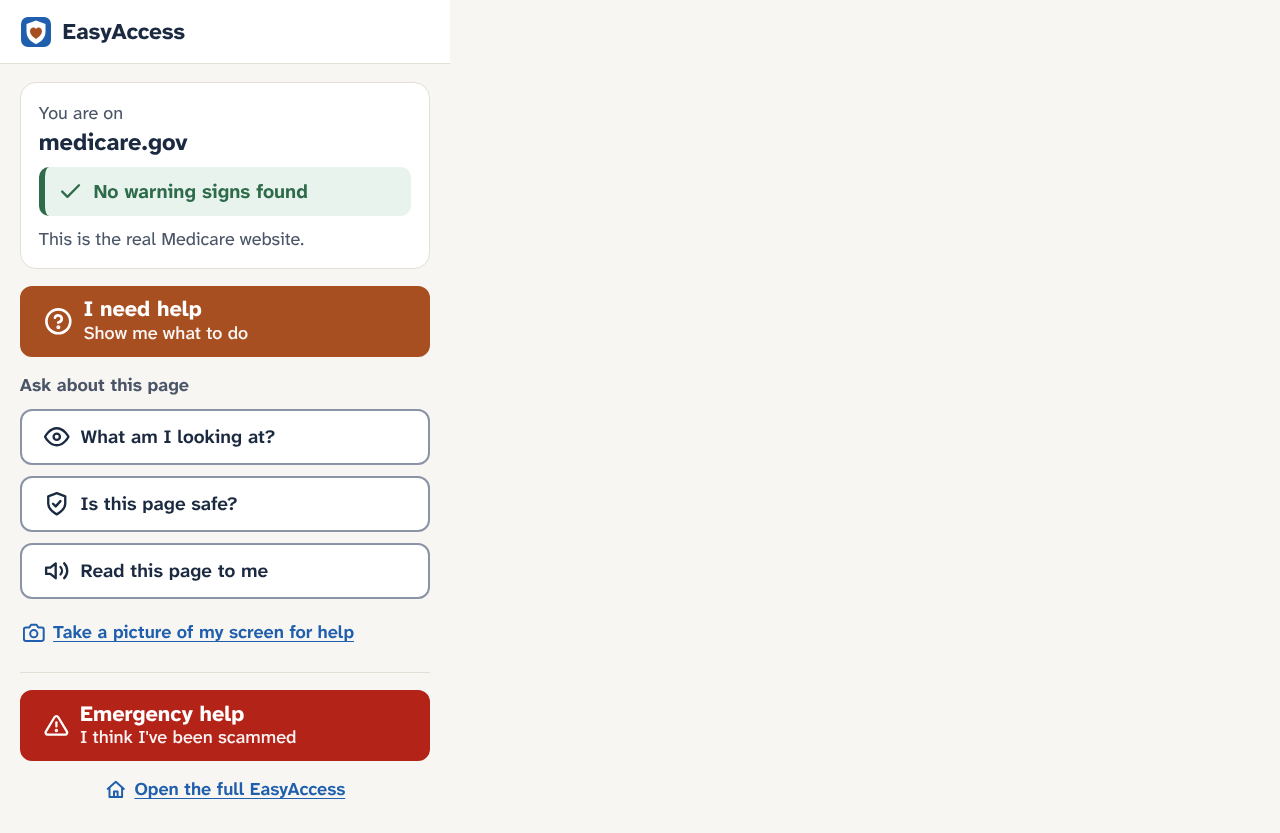 EasyAccess
You are on
medicare.gov
No warning signs found
This is the real Medicare website.
I need help
Show me what to do
Ask about this page
What am I looking at?
Is this page safe?
Read this page to me
Take a picture of my screen for help
Emergency help
I think I've been scammed
Open the full EasyAccess